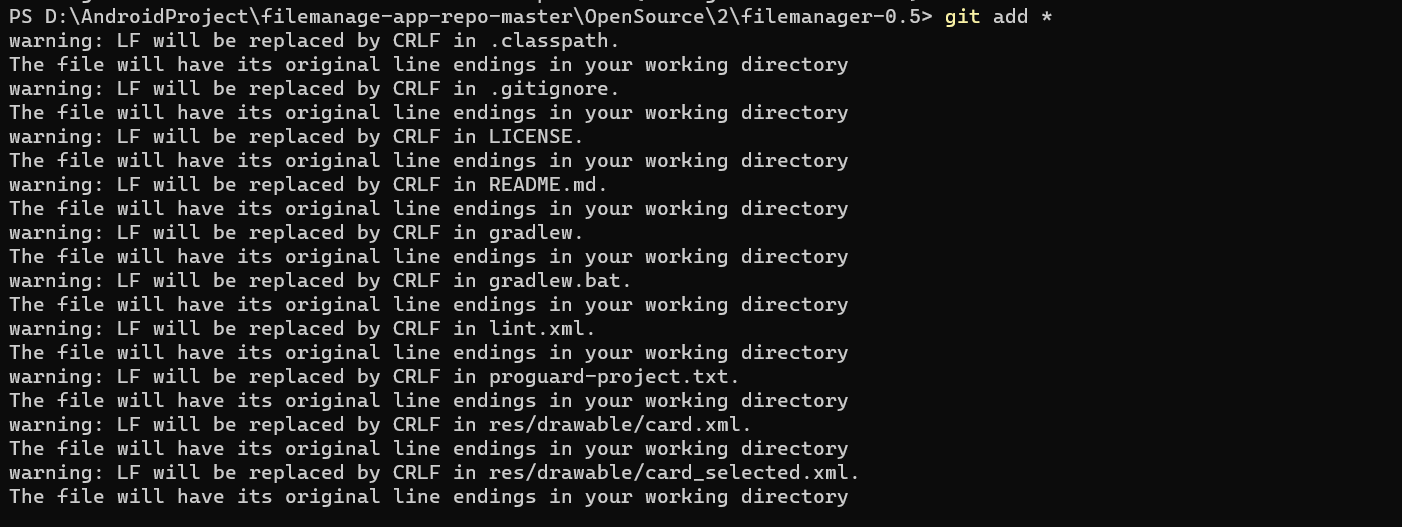 PS D:\AndroidProject\filemanage-app-repo-master\OpenSource\2\filemanager-0.5> git add *
warning: LF will be replaced by CRLF in .classpath.
The file will have its original line endings in your working directory
warning: LF will be replaced by CRLF in .gitignore.
The file will have its original line endings in your working directory
warning: LF will be replaced by CRLF in LICENSE.
The file will have its original line endings in your working directory
warning: LF will be replaced by CRLF in README.md.
The file will have its original line endings in your working directory
warning: LF will be replaced by CRLF in gradlew.
The file will have its original line endings in your working directory
warning: LF will be replaced by CRLF in gradlew.bat.
The file will have its original line endings in your working directory
warning: LF will be replaced by CRLF in lint.xml.
The file will have its original line endings in your working directory
warning: LF will be replaced by CRLF in proguard-project.txt.
The file will have its original line endings in your working directory
warning: LF will be replaced by CRLF in res/drawable/card.xml.
The file will have its original line endings in your working directory
warning: LF will be replaced by CRLF in res/drawable/card_selected.xml.
The file will have its original line endings in your working directory